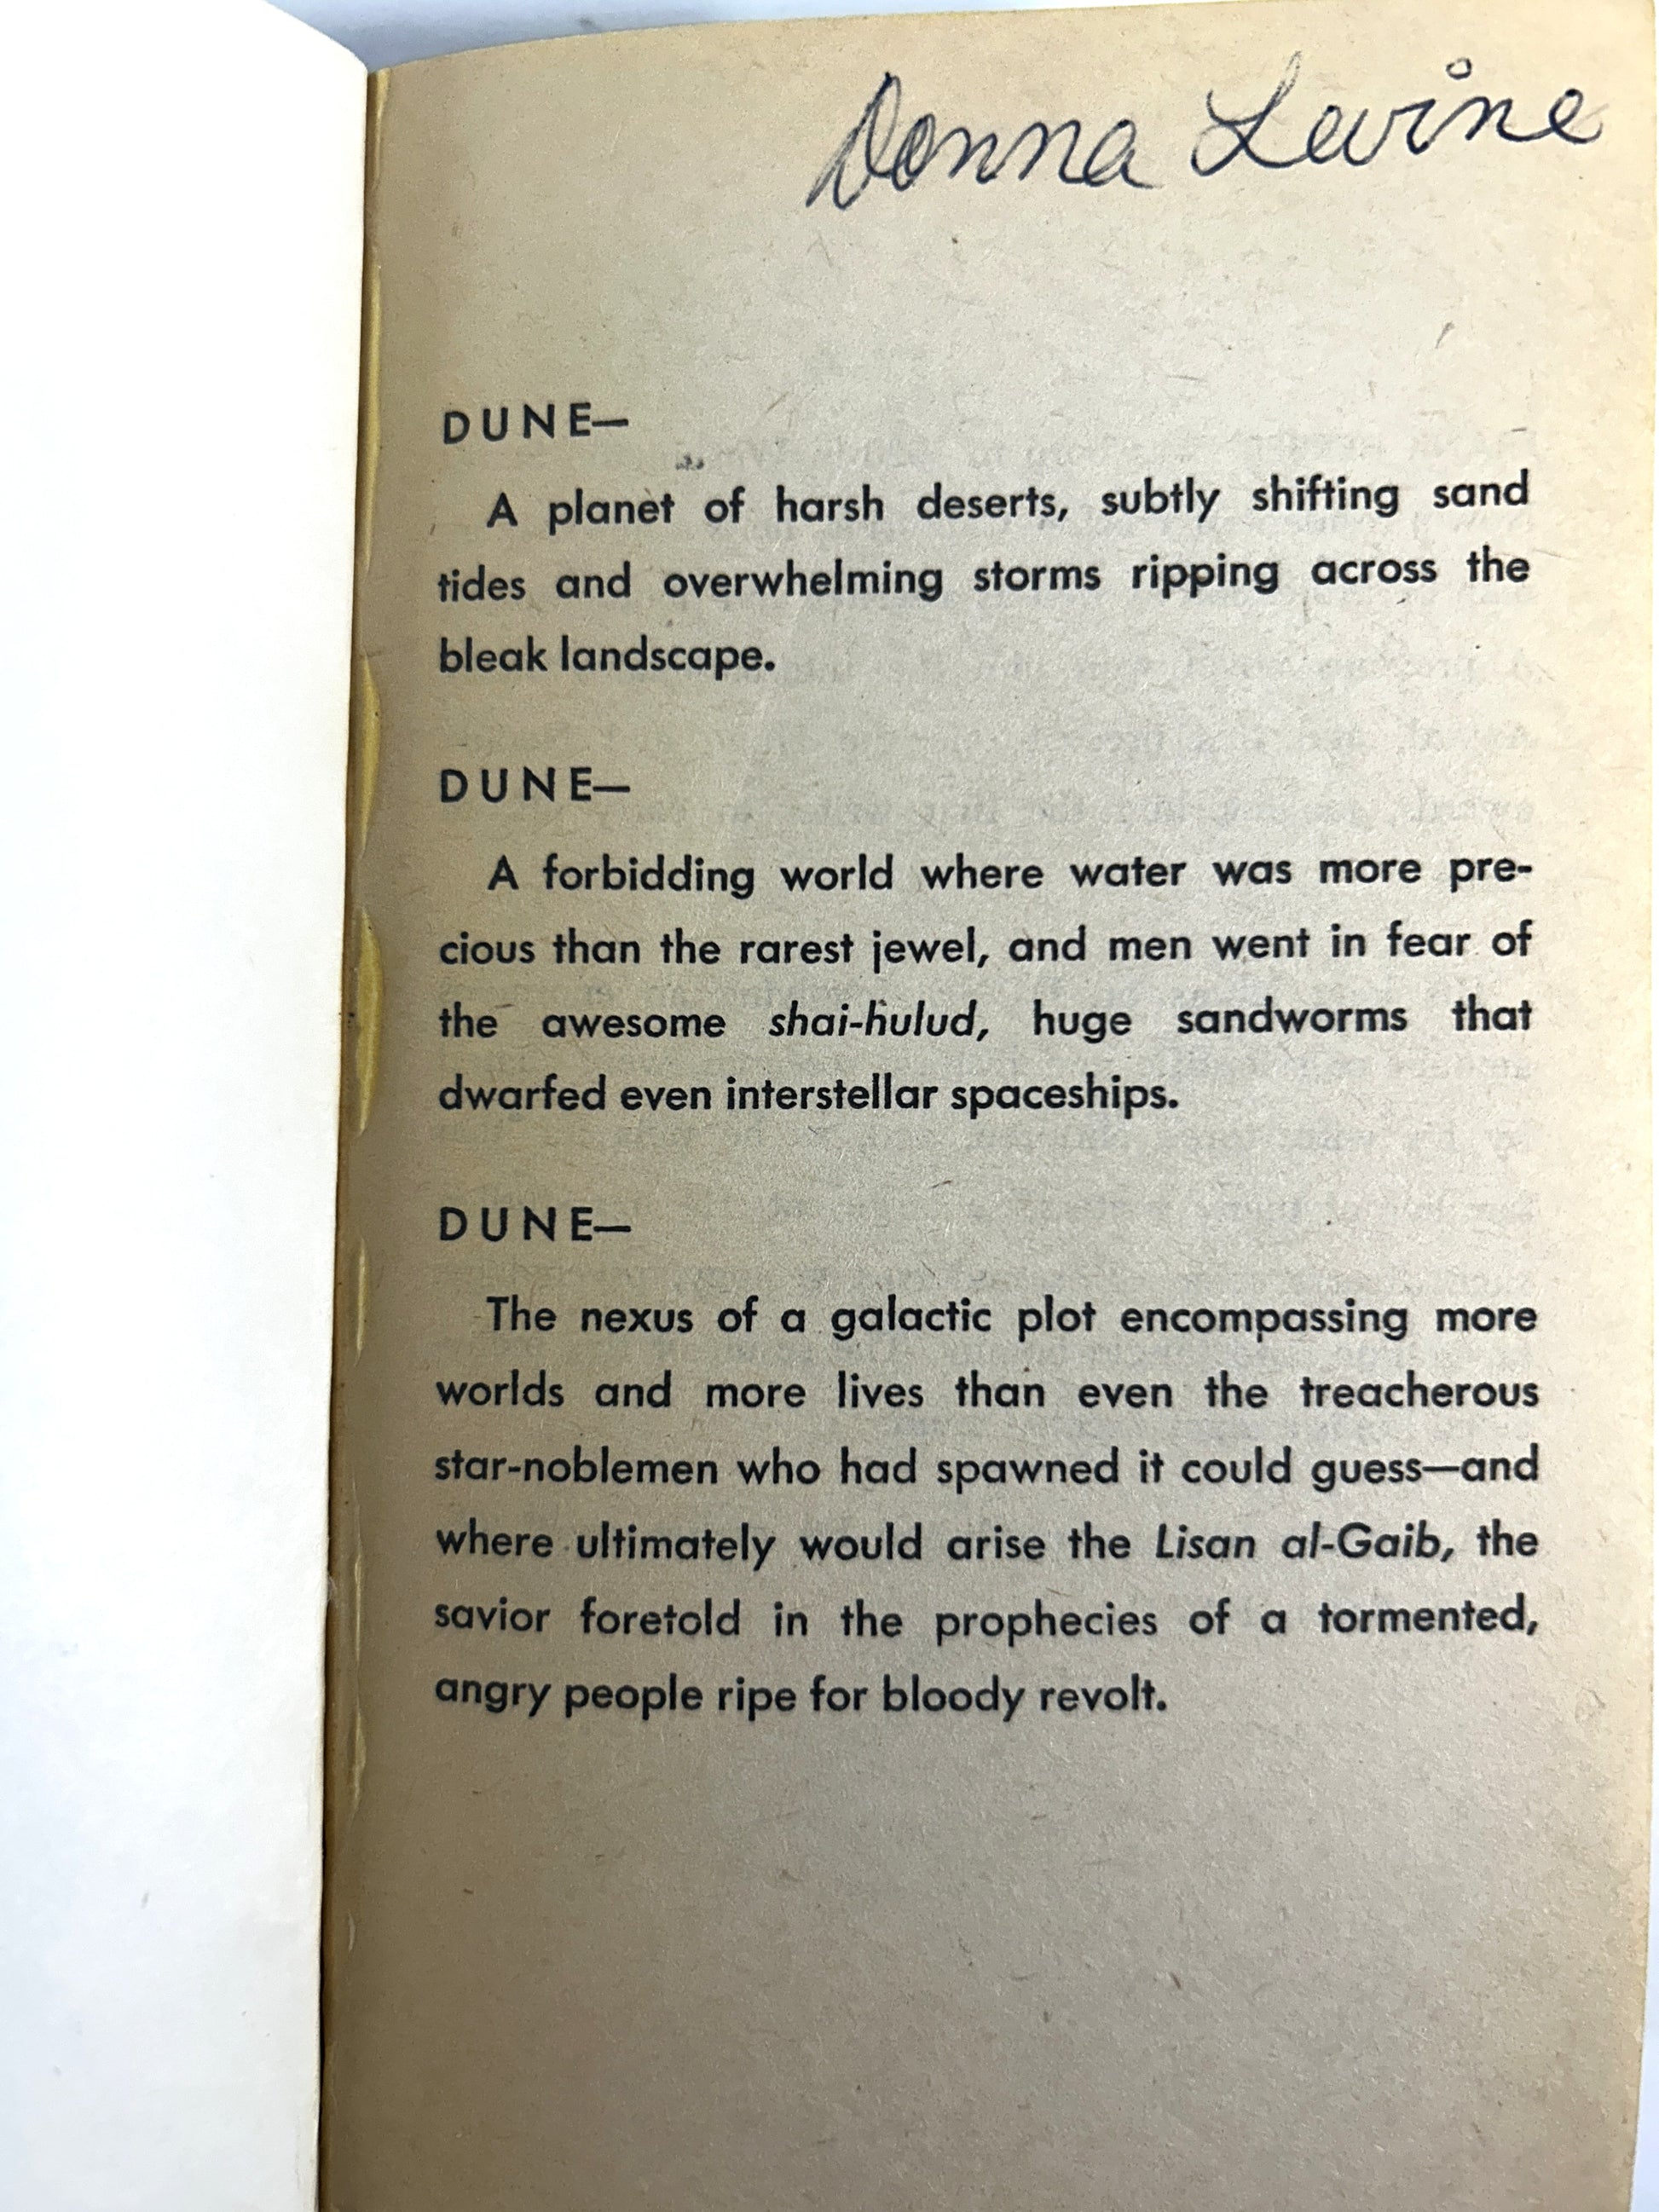 Donna Levine
DUNE—
A planet of harsh deserts, subtly shifting sand
tides and overwhelming storms ripping across the
bleak landscape.
DUNE—
A forbidding world where water was more pre-
cious than the rarest jewel, and men went in fear of
the awesome shai-hulud, huge sandworms that
dwarfed even interstellar spaceships.
DUNE—
The nexus of a galactic plot encompassing more
worlds and more lives than even the treacherous
star-noblemen who had spawned it could guess—and
where ultimately would arise the Lisan al-Gaib, the
savior foretold in the prophecies of a tormented,
angry people ripe for bloody revolt.